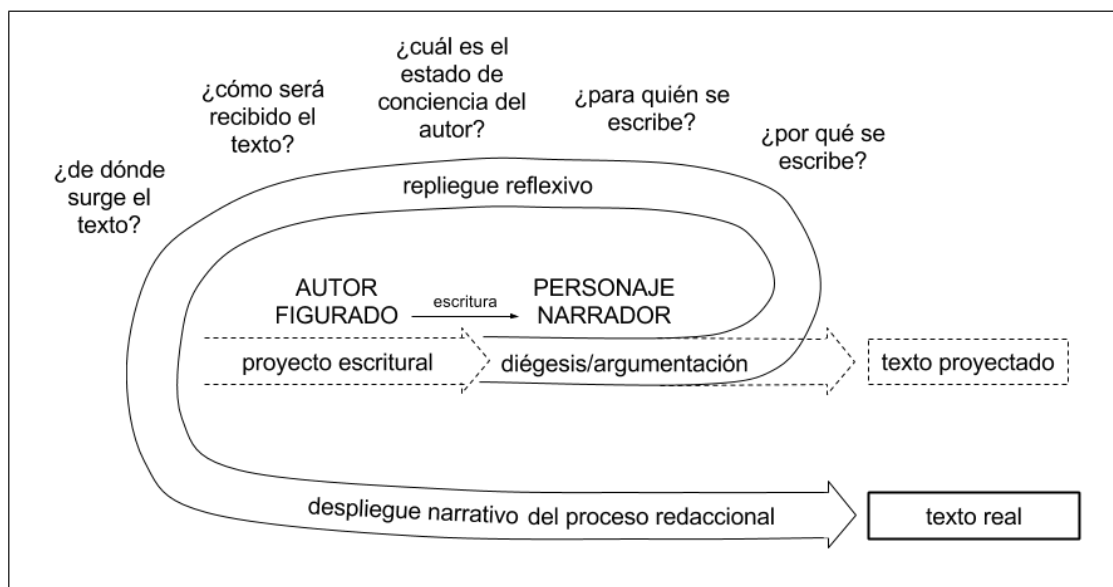 ¿cuál es el
estado de
conciencia del
autor?
¿cómo será
recibido el
texto?
¿para quién se
escribe?
¿por qué se
escribe?
¿de dónde
surge el
texto?
repliegue reflexivo
AUTOR
FIGURADO
escritura
PERSONAJE
NARRADOR
proyecto escritural
diégesis/argumentación
texto proyectado
despliegue narrativo del proceso redaccional
texto real